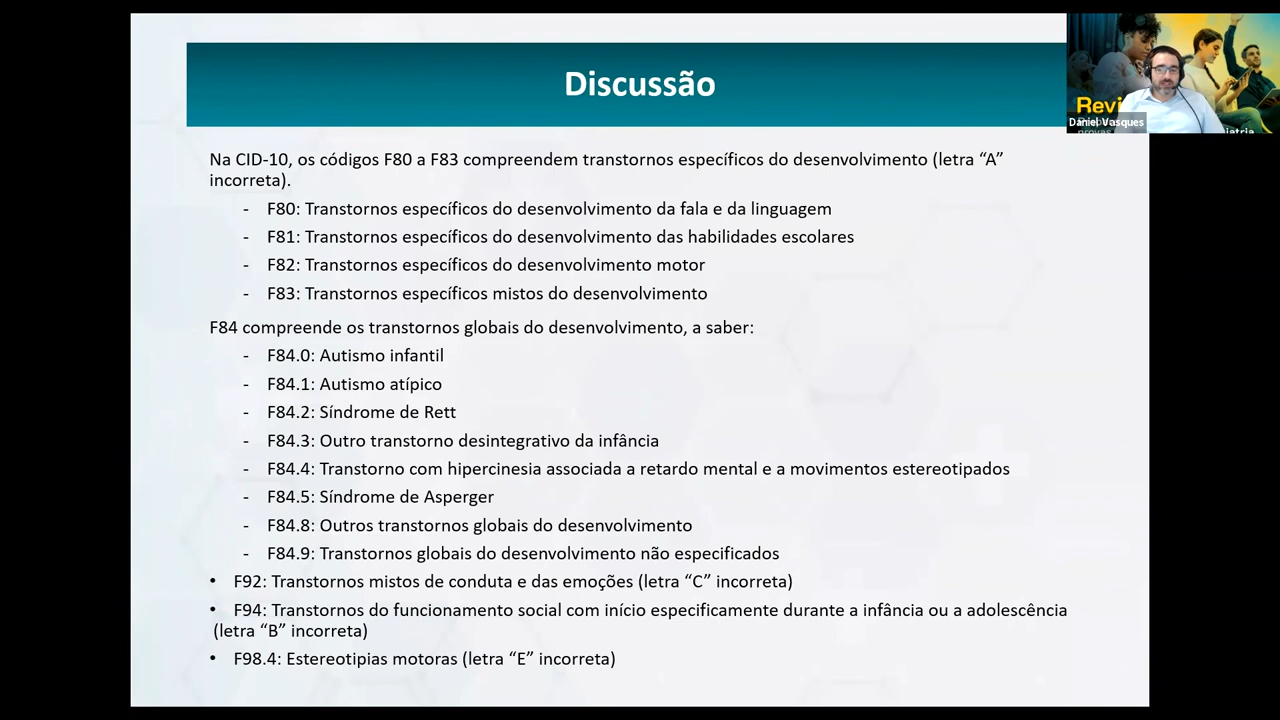 Discussão
Revi
Daniel Vasques
provas
iatria
Na CID-10, os códigos F80 a F83 compreendem transtornos específicos do desenvolvimento (letra “A”
incorreta).
- F80: Transtornos específicos do desenvolvimento da fala e da linguagem
- F81: Transtornos específicos do desenvolvimento das habilidades escolares
- F82: Transtornos específicos do desenvolvimento motor
- F83: Transtornos específicos mistos do desenvolvimento
F84 compreende os transtornos globais do desenvolvimento, a saber:
- F84.0: Autismo infantil
- F84.1: Autismo atípico
- F84.2: Síndrome de Rett
- F84.3: Outro transtorno desintegrativo da infância
- F84.4: Transtorno com hipercinesia associada a retardo mental e a movimentos estereotipados
- F84.5: Síndrome de Asperger
- F84.8: Outros transtornos globais do desenvolvimento
- F84.9: Transtornos globais do desenvolvimento não especificados
• F92: Transtornos mistos de conduta e das emoções (letra “C” incorreta)
• F94: Transtornos do funcionamento social com início especificamente durante a infância ou a adolescência
(letra “B” incorreta)
• F98.4: Estereotipias motoras (letra “E” incorreta)